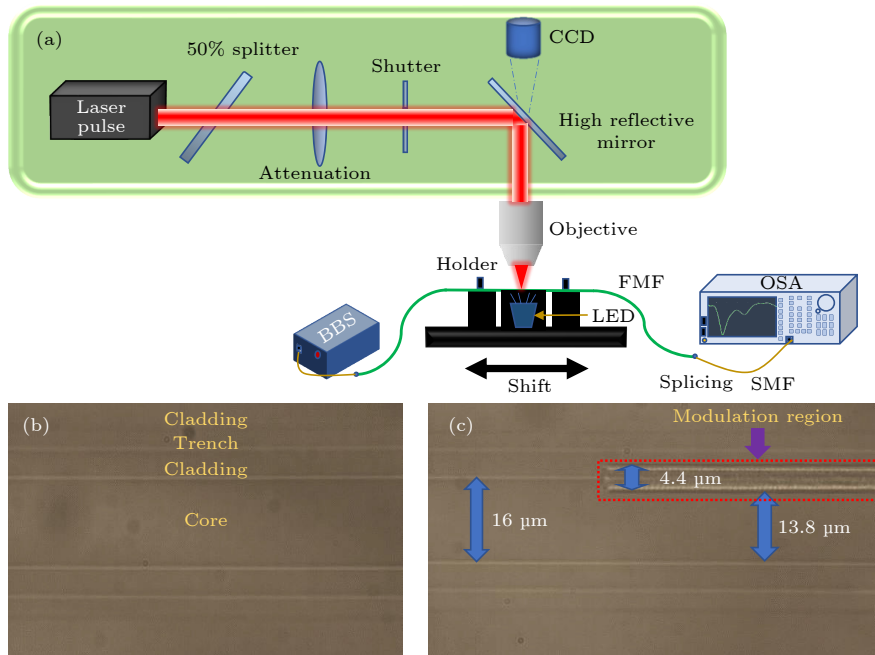 (a)
CCD
50% splitter
Shutter
Laser
pulse
High reflective
mirror
Attenuation
Objective
Holder
FMF
OSA
BBS
LED
Splicing
SMF
Shift
(b)
Cladding
Trench
Cladding
Core
(c)
Modulation region
4.4 µm
16 µm
13.8 µm